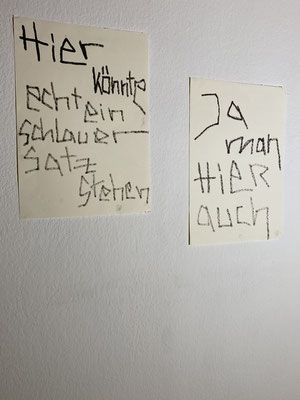 Hier
könnte
echt ein
schlauer
satz
stehen
Ja
man
HiER
auch